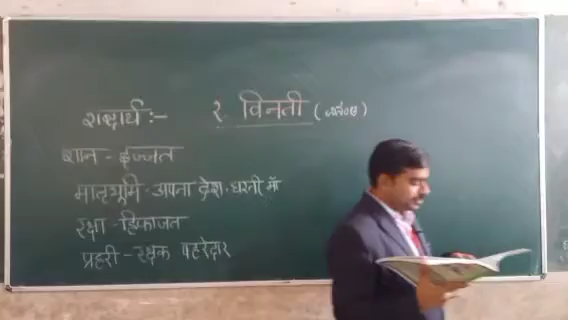 शब्दार्थ :- २. विनती
शान - इज्जत
मातृभूमि - अपना देश, धरती माँ
रक्षा - हिफाजत
प्रहरी - रक्षक पहरेदार